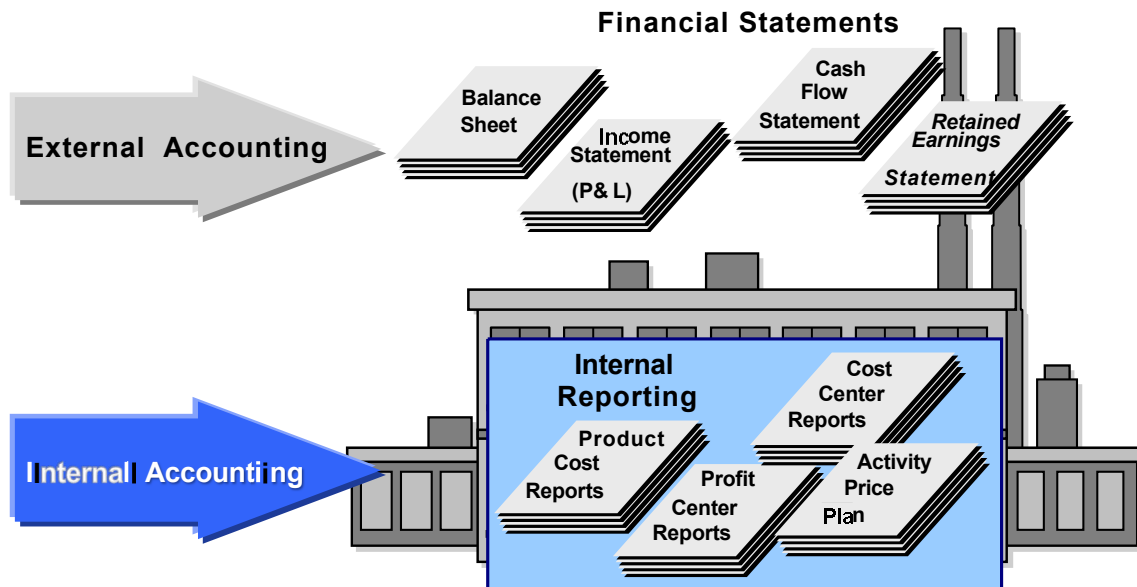 Financial Statements
External Accounting
Balance
Sheet
Income
Statement
(P& L)
Cash
Flow
Statement
Retained
Earnings
Statement
Internal Accounting
Internal
Reporting
Product
Cost
Reports
Profit
Center
Reports
Cost
Center
Reports
Activity
Price
Plan